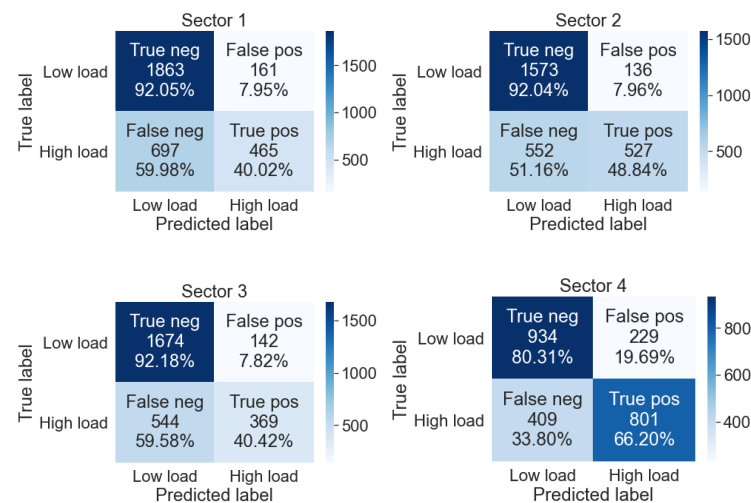 Sector 1
True label
Low load
High load
True neg
1863
92.05%
False pos
161
7.95%
False neg
697
59.98%
True pos
465
40.02%
Low load
High load
Predicted label
1500
1000
500
Sector 2
True label
Low load
High load
True neg
1573
92.04%
False pos
136
7.96%
False neg
552
51.16%
True pos
527
48.84%
Low load
High load
Predicted label
1500
1000
500
Sector 3
True label
Low load
High load
True neg
1674
92.18%
False pos
142
7.82%
False neg
544
59.58%
True pos
369
40.42%
Low load
High load
Predicted label
1500
1000
500
Sector 4
True label
Low load
High load
True neg
934
80.31%
False pos
229
19.69%
False neg
409
33.80%
True pos
801
66.20%
Low load
High load
Predicted label
800
600
400